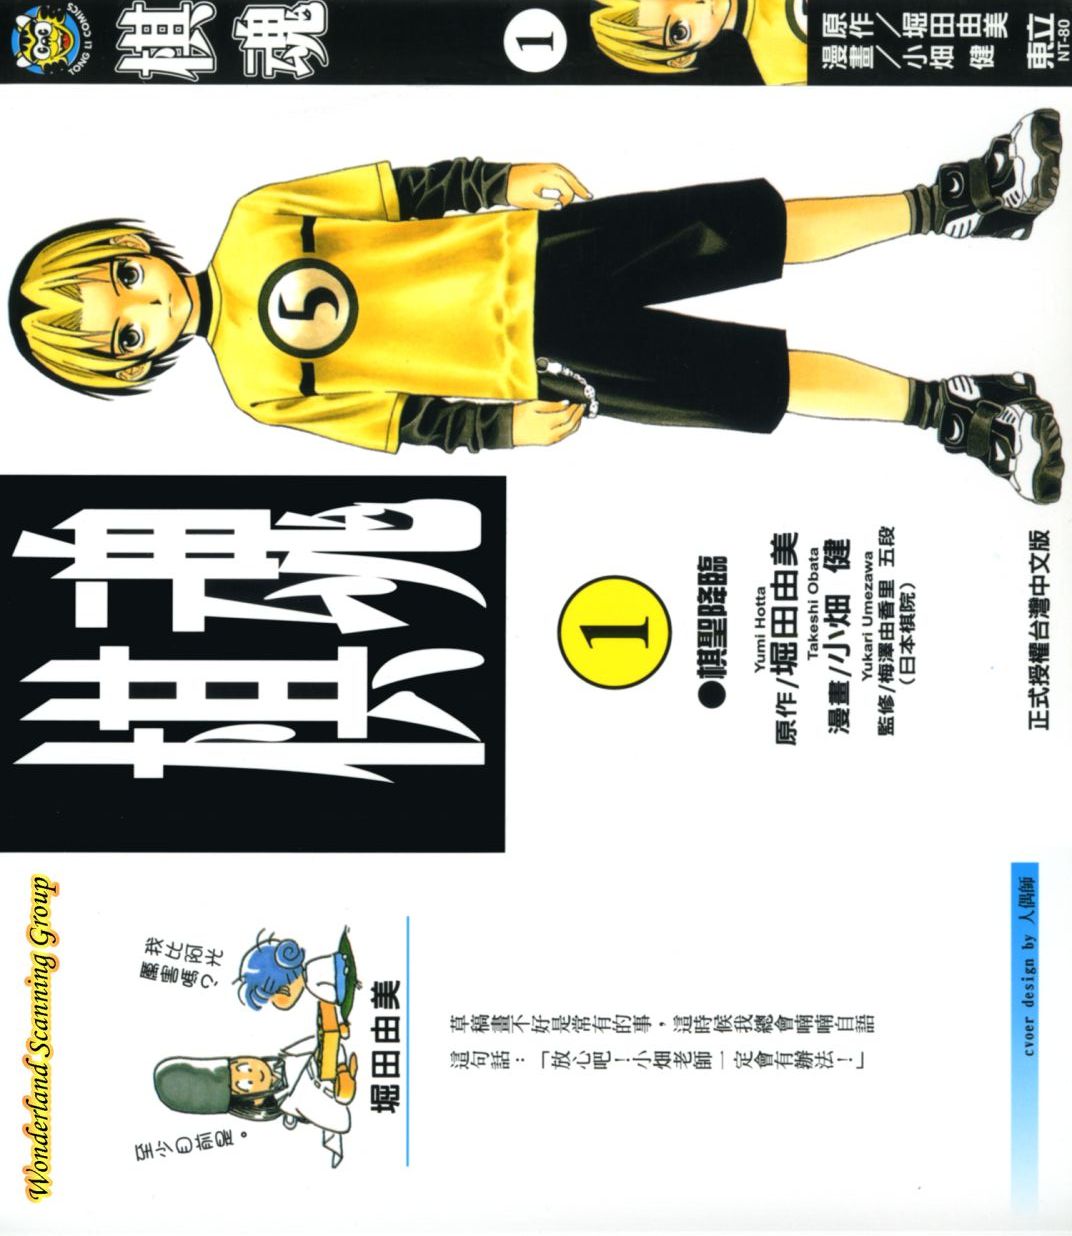 TONG LI COMICS
棋魂
1
原作／堀田由美
漫畫／小畑 健
東立
NT-80
5
棋魂
1
●棋聖降臨
Yumi Hotta
原作/堀田由美
Takeshi Obata
漫畫/小畑 健
Yukari Umezawa
監修/梅澤由香里 五段
（日本棋院）
正式授權台灣中文版
Wonderland Scanning Group
我比阿光
厲害嗎?
至少目前是。
堀田由美
草稿畫不好是常有的事，這時候我總會喃喃自語
這句話：「放心吧！小畑老師一定會有辦法！」
cvoer design by 人偶師